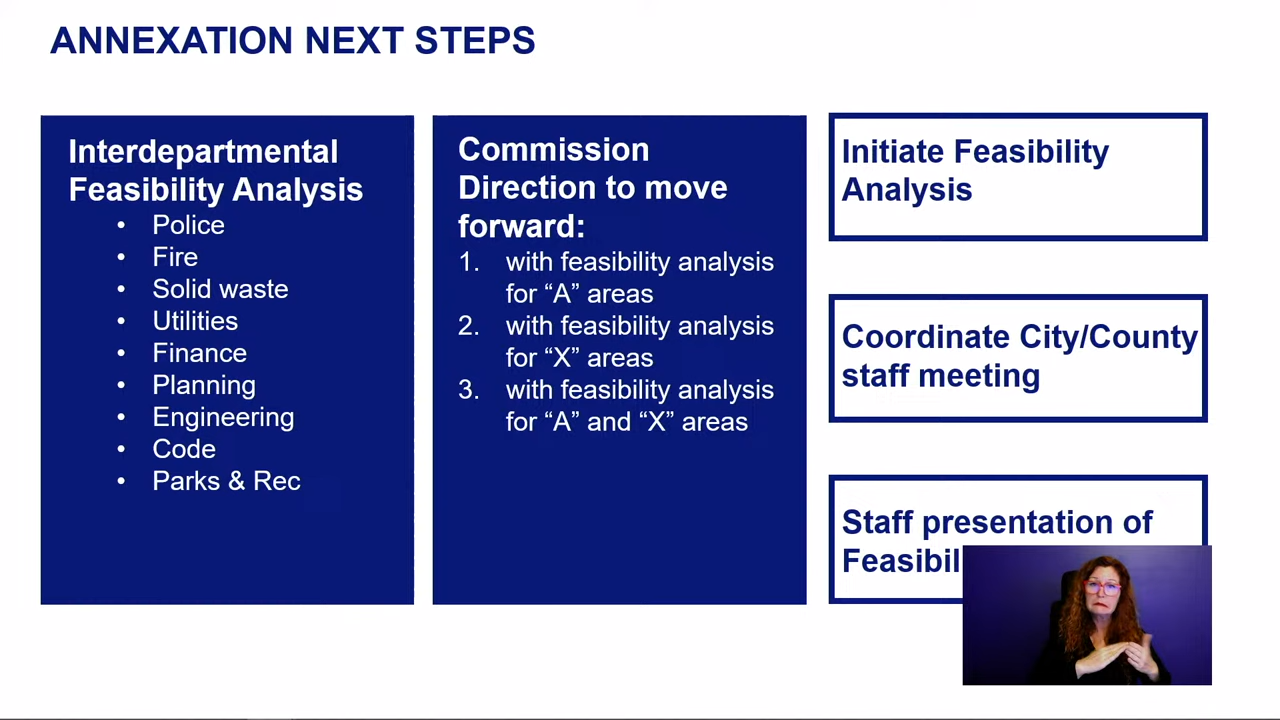 ANNEXATION NEXT STEPS
Interdepartmental
Feasibility Analysis
• Police
• Fire
• Solid waste
• Utilities
• Finance
• Planning
• Engineering
• Code
• Parks & Rec
Commission
Direction to move
forward:
1. with feasibility analysis
for “A” areas
2. with feasibility analysis
for “X” areas
3. with feasibility analysis
for “A” and “X” areas
Initiate Feasibility
Analysis
Coordinate City/County
staff meeting
Staff presentation of